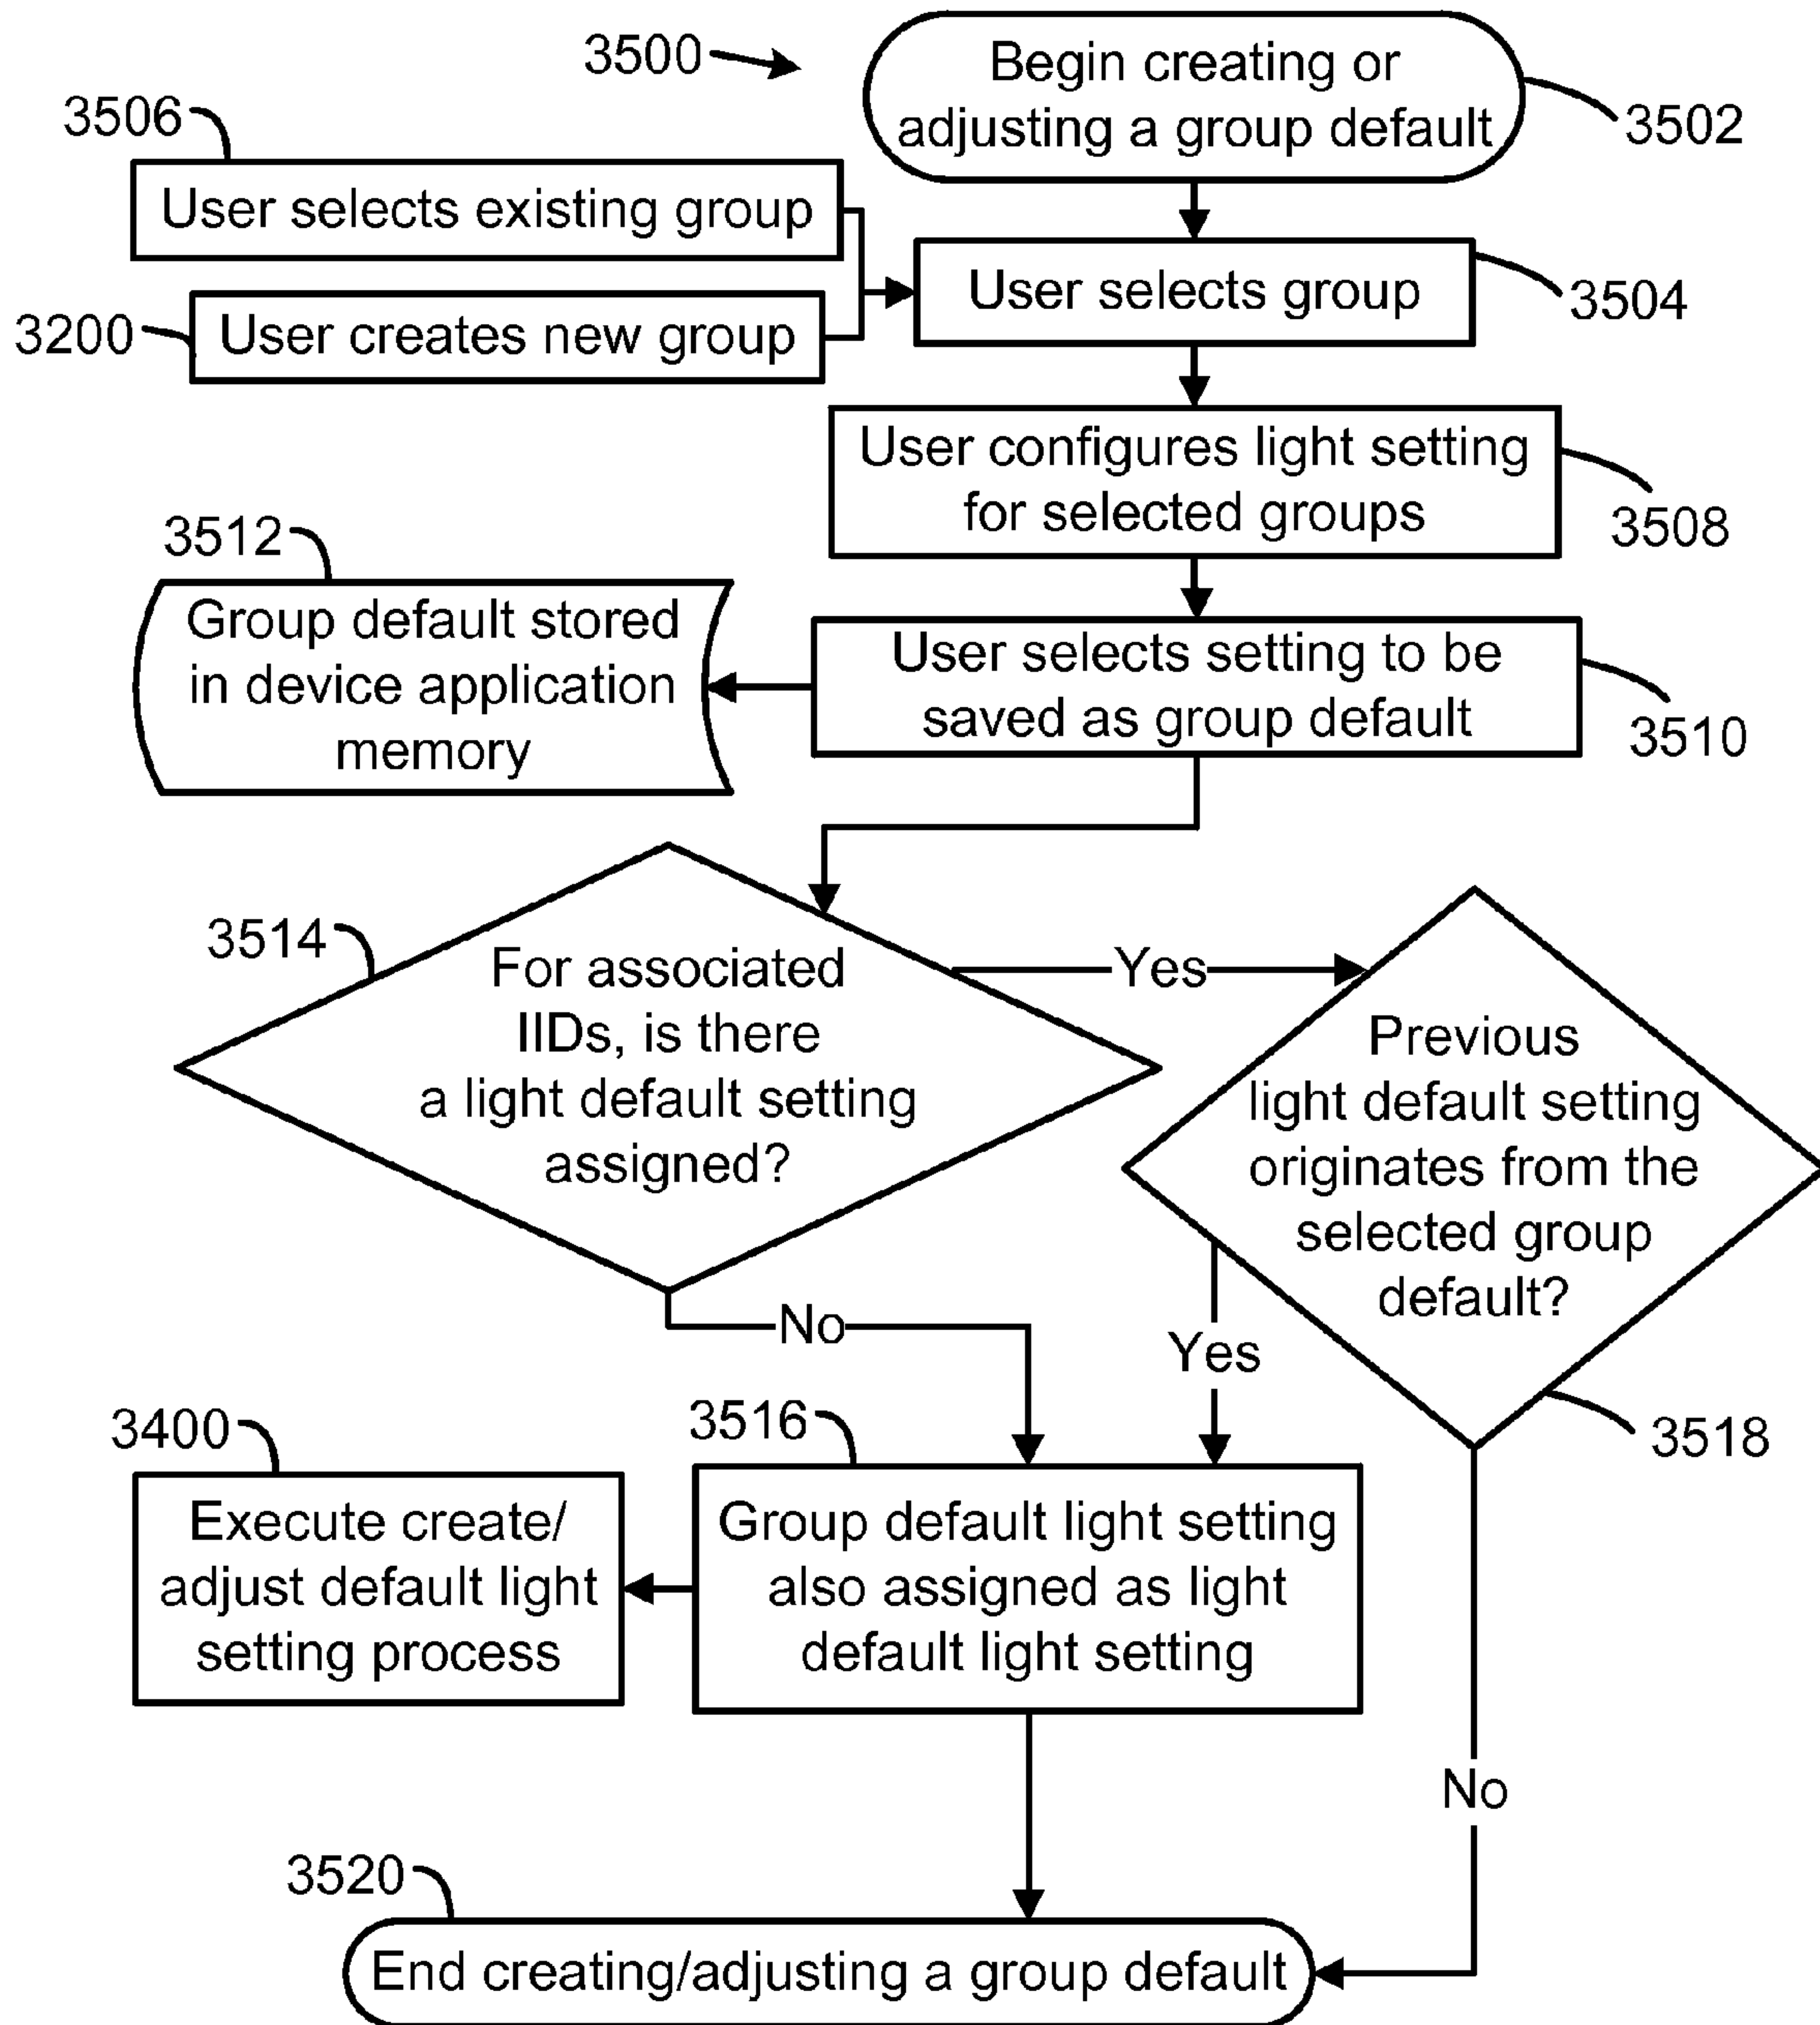 3500
Begin creating or
adjusting a group default
3502
3506
User selects existing group
3200
User creates new group
User selects group
3504
User configures light setting
for selected groups
3508
3512
Group default stored
in device application
memory
User selects setting to be
saved as group default
3510
3514
For associated
IIDs, is there
a light default setting
assigned?
Yes
Previous
light default setting
originates from the
selected group
default?
3518
No
Yes
3400
Execute create/
adjust default light
setting process
3516
Group default light setting
also assigned as light
default light setting
No
3520
End creating/adjusting a group default